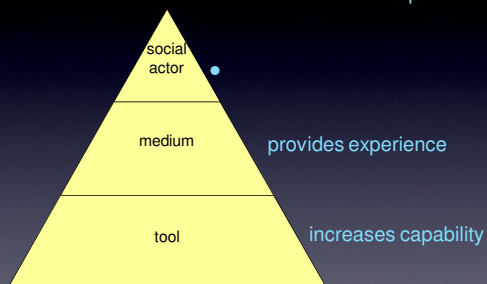 social
actor
•
medium
provides experience
tool
increases capability